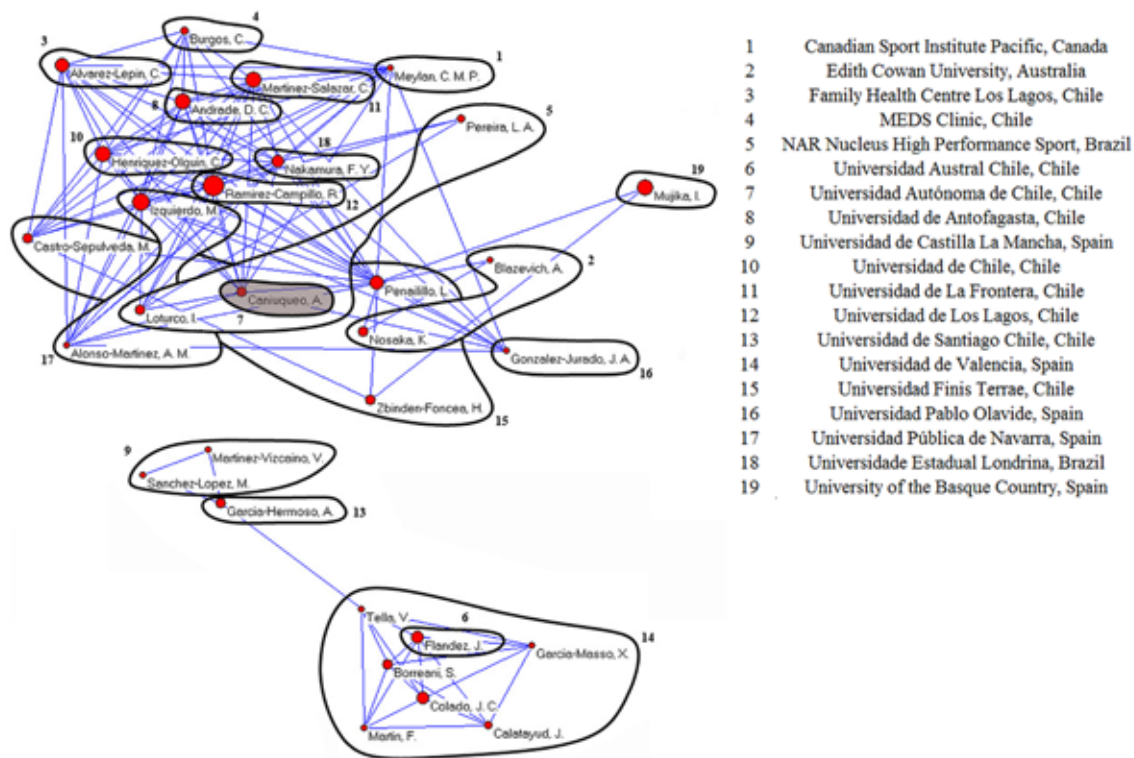 4
Burgos, C.
3
1
Alvarez-Lepin, C.
Meylan, C. M. P.
Martinez-Salazar, C.
11
8
Andrade, D. C.
5
Pereira, L. A.
10
18
Henriquez-Olguin, C.
Nakamura, F. Y.
19
Ramirez-Campillo, R.
Mujika, I.
12
Izquierdo, M.
Castro-Sepulveda, M.
2
Blazevich, A.
Penailillo, L.
Caniuqueo, A.
Loturco, I.
7
Nosaka, K.
17
Alonso-Martinez, A. M.
Gonzalez-Jurado, J. A.
16
Zbinden-Foncea, H.
15
9
Martinez-Vizcaino, V.
Sanchez-Lopez, M.
Garcia-Hermoso, A.
13
Tella, V.
6
14
Flandez, J.
Garcia-Masso, X.
Borreani, S.
Colado, J. C.
Martin, F.
Calatayud, J.
1 Canadian Sport Institute Pacific, Canada
2 Edith Cowan University, Australia
3 Family Health Centre Los Lagos, Chile
4 MEDS Clinic, Chile
5 NAR Nucleus High Performance Sport, Brazil
6 Universidad Austral Chile, Chile
7 Universidad Autónoma de Chile, Chile
8 Universidad de Antofagasta, Chile
9 Universidad de Castilla La Mancha, Spain
10 Universidad de Chile, Chile
11 Universidad de La Frontera, Chile
12 Universidad de Los Lagos, Chile
13 Universidad de Santiago Chile, Chile
14 Universidad de Valencia, Spain
15 Universidad Finis Terrae, Chile
16 Universidad Pablo Olavide, Spain
17 Universidad Pública de Navarra, Spain
18 Universidade Estadual Londrina, Brazil
19 University of the Basque Country, Spain